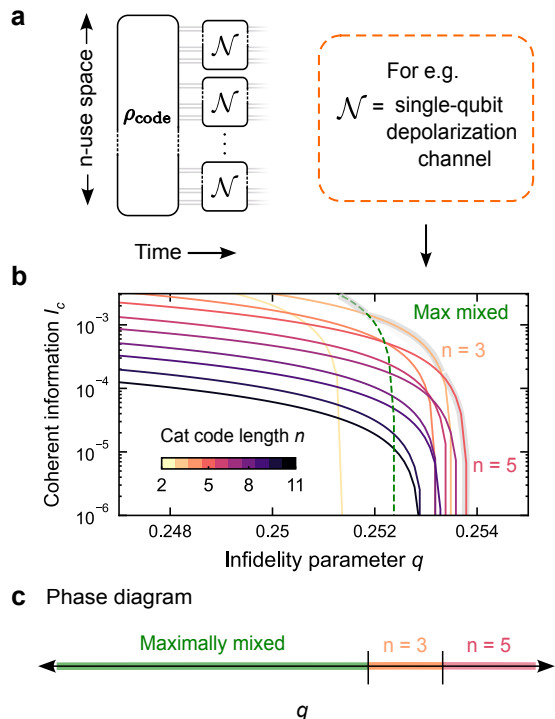 a
n-use space
ρcode
𝒩
𝒩
𝒩
Time
For e.g.
𝒩 = single-qubit
depolarization
channel
b
Coherent information Ic
10⁻³
10⁻⁴
10⁻⁵
10⁻⁶
Max mixed
n = 3
n = 5
Cat code length n
2 5 8 11
0.248 0.25 0.252 0.254
Infidelity parameter q
c Phase diagram
Maximally mixed n = 3 n = 5
q